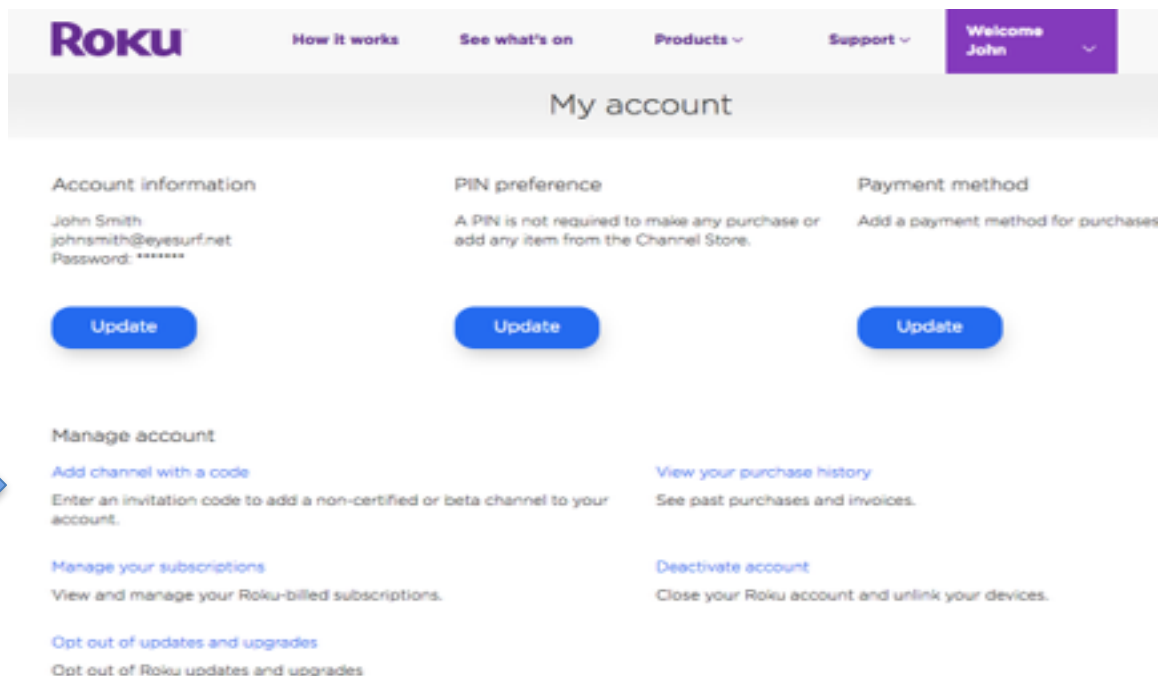 Roku
How it works
See what's on
Products
Support
Welcome
John
My account
Account information
John Smith
johnsmith@eyesurf.net
Password: *******
Update
PIN preference
A PIN is not required to make any purchase or
add any item from the Channel Store.
Update
Payment method
Add a payment method for purchases
Update
Manage account
Add channel with a code
Enter an invitation code to add a non-certified or beta channel to your
account.
View your purchase history
See past purchases and invoices.
Manage your subscriptions
View and manage your Roku-billed subscriptions.
Deactivate account
Close your Roku account and unlink your devices.
Opt out of updates and upgrades
Opt out of Roku updates and upgrades